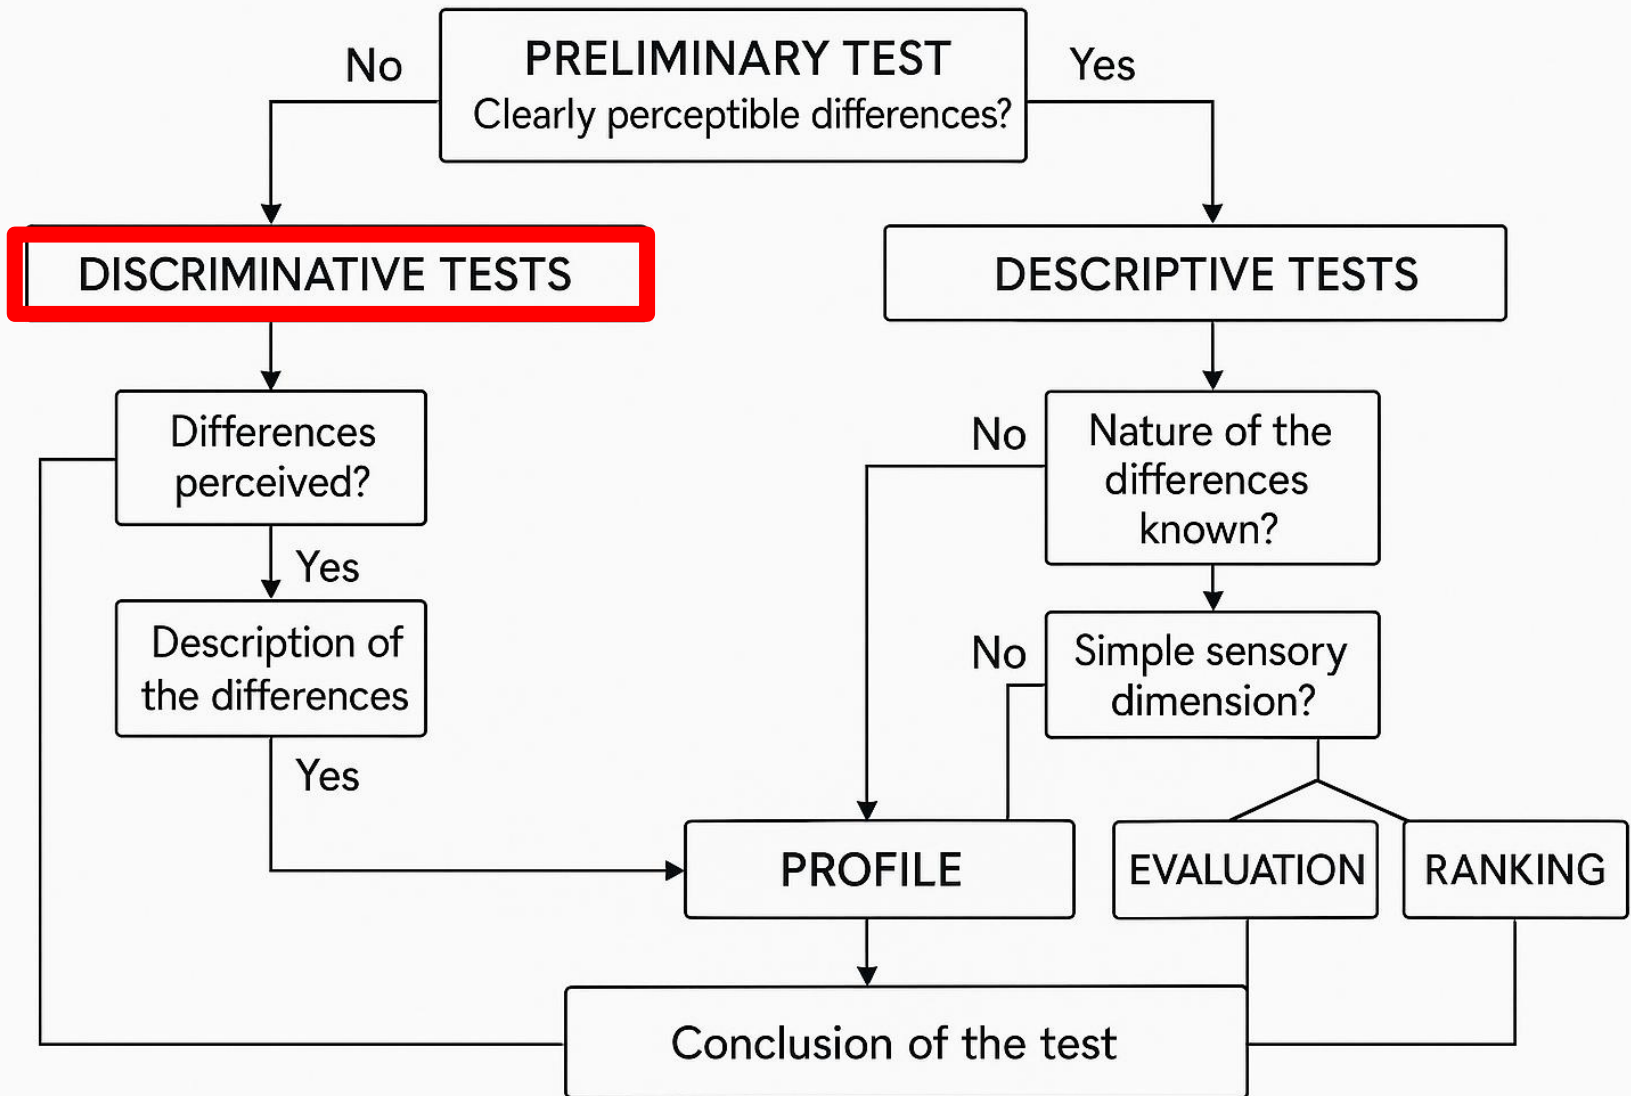 No
PRELIMINARY TEST
Yes
Clearly perceptible differences?
DISCRIMINATIVE TESTS
DESCRIPTIVE TESTS
Differences
perceived?
No
Nature of the
differences
known?
Yes
Description of
the differences
No
Simple sensory
dimension?
Yes
PROFILE
EVALUATION
RANKING
Conclusion of the test